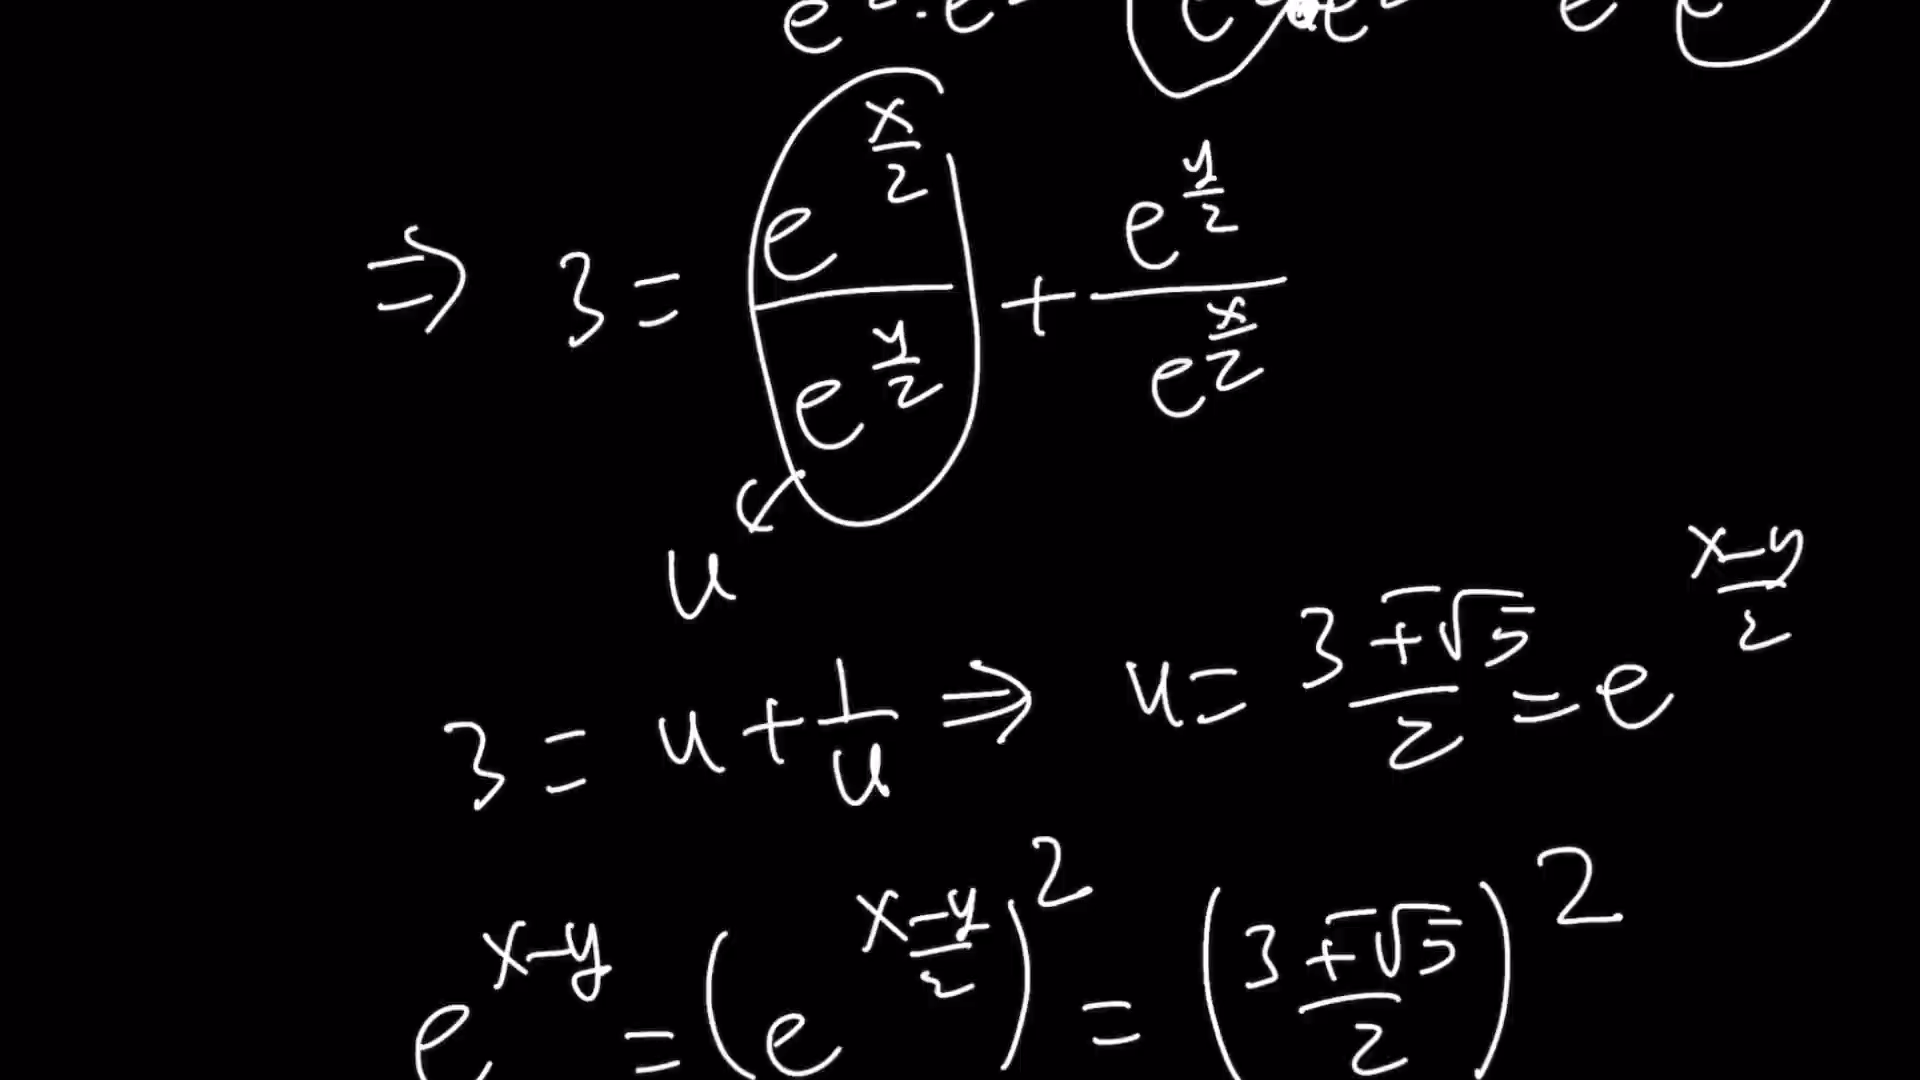 ⇒ 3 = e^(x/2)/e^(y/2) + e^(y/2)/e^(x/2)
u
3 = u + 1/u ⇒ u = (3 ∓ √5)/2 = e^((x-y)/2)
e^(x-y) = (e^((x-y)/2))^2 = ((3 ∓ √5)/2)^2